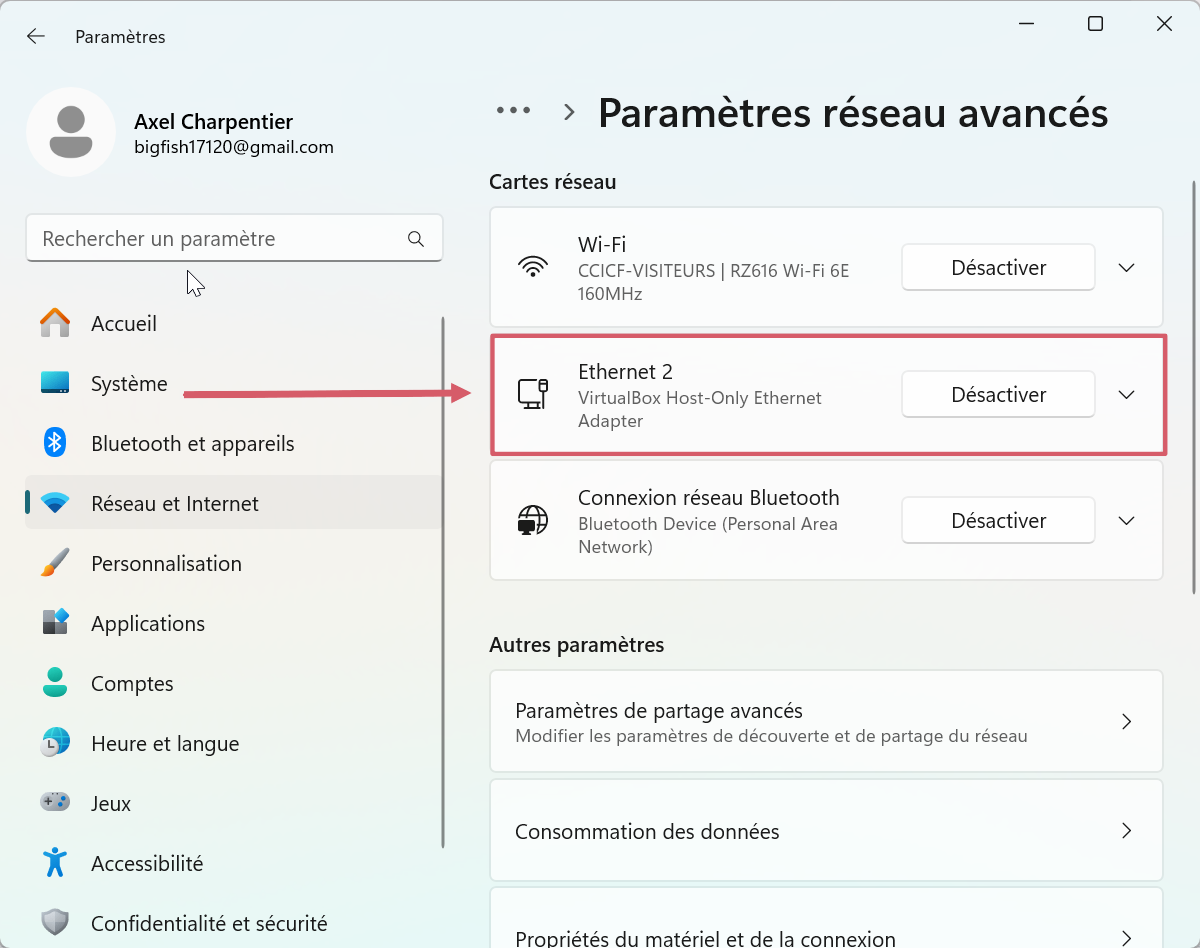 Paramètres
Axel Charpentier
bigfish17120@gmail.com
Rechercher un paramètre
Accueil
Système
Bluetooth et appareils
Réseau et Internet
Personnalisation
Applications
Comptes
Heure et langue
Jeux
Accessibilité
Confidentialité et sécurité
Paramètres réseau avancés
Cartes réseau
Wi-Fi
CCICF-VISITEURS | RZ616 Wi-Fi 6E
160MHz
Désactiver
Ethernet 2
VirtualBox Host-Only Ethernet
Adapter
Désactiver
Connexion réseau Bluetooth
Bluetooth Device (Personal Area
Network)
Désactiver
Autres paramètres
Paramètres de partage avancés
Modifier les paramètres de découverte et de partage du réseau
Consommation des données
Propriétés du matériel et de la connexion